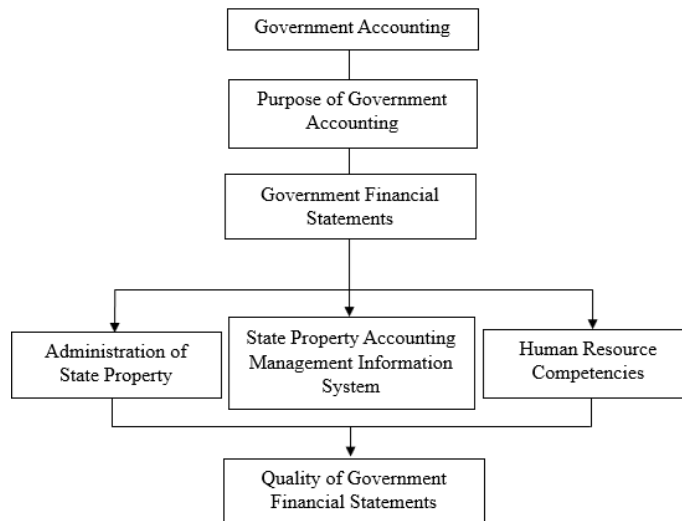 Government Accounting
Purpose of Government
Accounting
Government Financial
Statements
Administration of
State Property
State Property Accounting
Management Information
System
Human Resource
Competencies
Quality of Government
Financial Statements